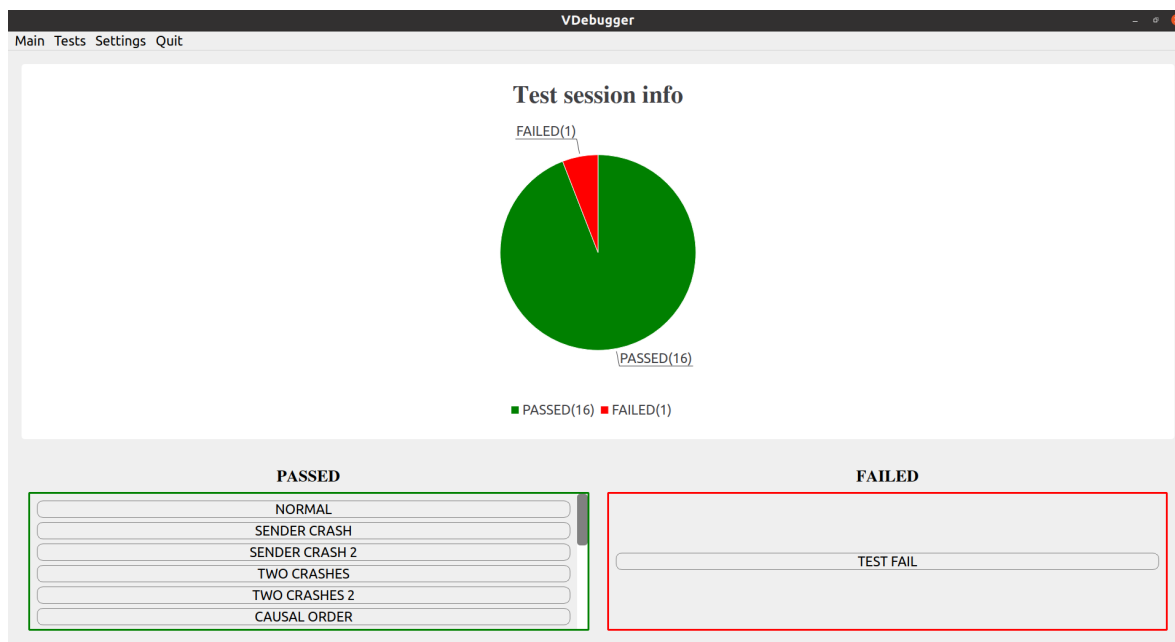 VDebugger
Main Tests Settings Quit
Test session info
FAILED(1)
PASSED(16)
PASSED(16) FAILED(1)
PASSED
FAILED
NORMAL
SENDER CRASH
SENDER CRASH 2
TWO CRASHES
TWO CRASHES 2
CAUSAL ORDER
TEST FAIL